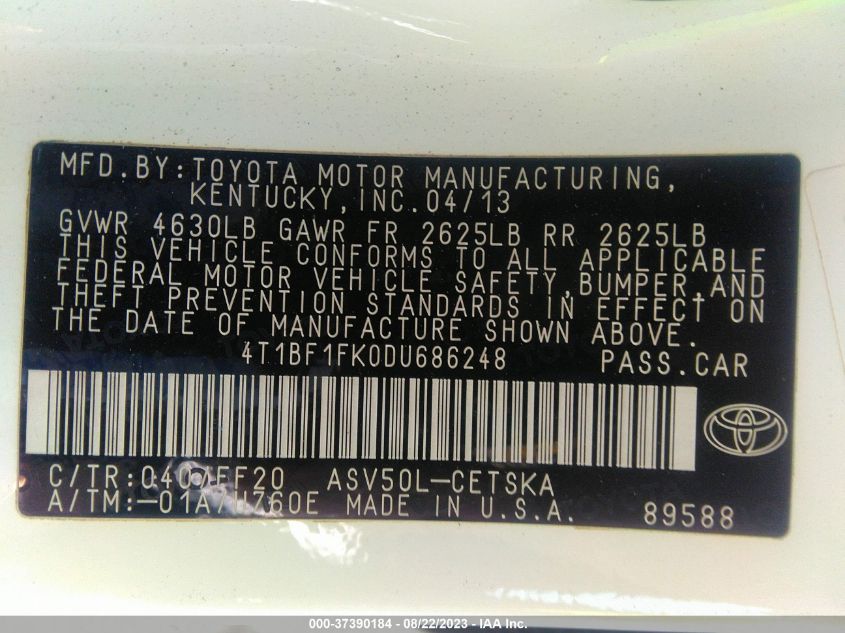 MFD.BY:TOYOTA MOTOR MANUFACTURING,
KENTUCKY,INC.04/13
GVWR 4630LB GAWR FR 2625LB RR 2625LB
THIS VEHICLE CONFORMS TO ALL APPLICABLE
FEDERAL MOTOR VEHICLE SAFETY,BUMPER,AND
THEFT PREVENTION STANDARDS IN EFFECT ON
THE DATE OF MANUFACTURE SHOWN ABOVE.
4T1BF1FK0DU686248 PASS.CAR
C/TR: ASV50L-CETSKA
A/TM: MADE IN U.S.A. 89588
000-37390184 - 08/22/2023 - IAA Inc.